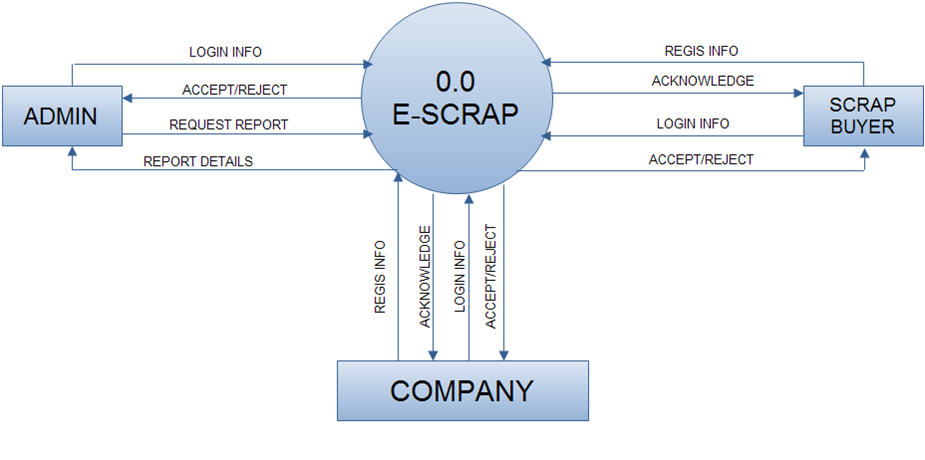 LOGIN INFO
ACCEPT/REJECT
REQUEST REPORT
REPORT DETAILS
ADMIN
0.0
E-SCRAP
REGIS INFO
ACKNOWLEDGE
LOGIN INFO
ACCEPT/REJECT
SCRAP
BUYER
REGIS INFO
ACKNOWLEDGE
LOGIN INFO
ACCEPT/REJECT
COMPANY